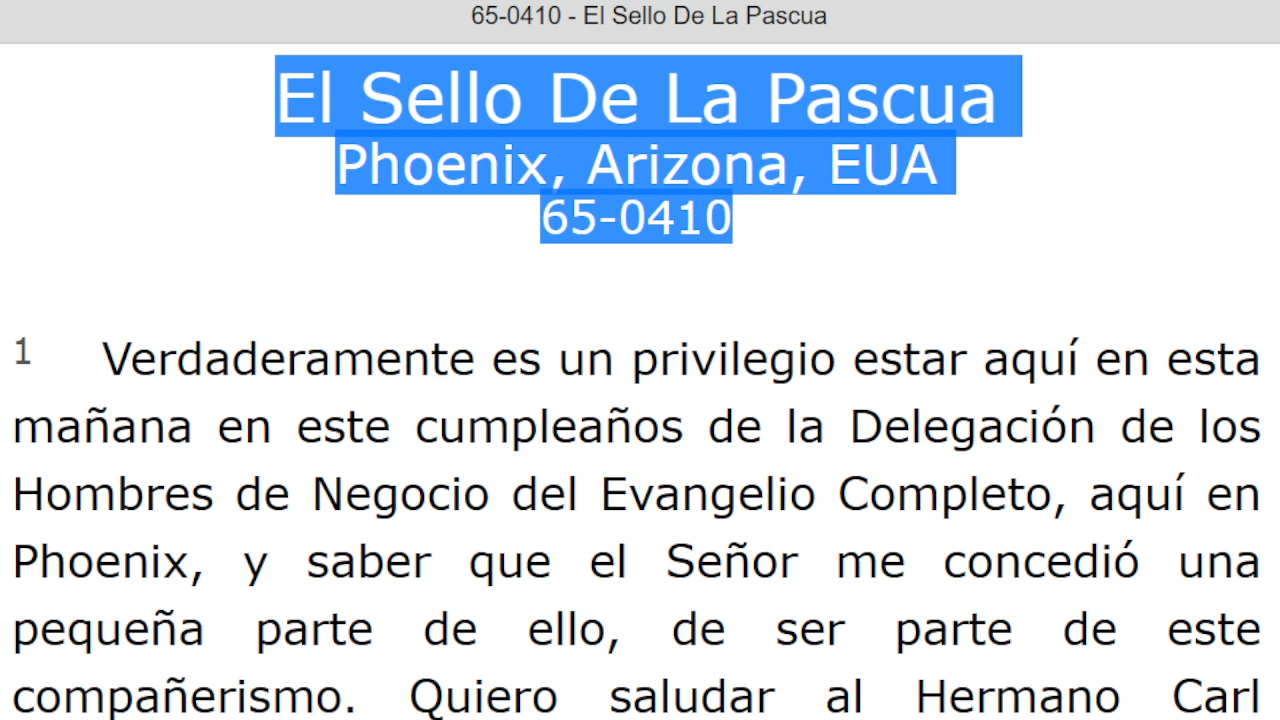 65-0410 - El Sello De La Pascua
El Sello De La Pascua
Phoenix, Arizona, EUA
65-0410
1 Verdaderamente es un privilegio estar aquí en esta
mañana en este cumpleaños de la Delegación de los
Hombres de Negocio del Evangelio Completo, aquí en
Phoenix, y saber que el Señor me concedió una
pequeña parte de ello, de ser parte de este
compañerismo. Quiero saludar al Hermano Carl